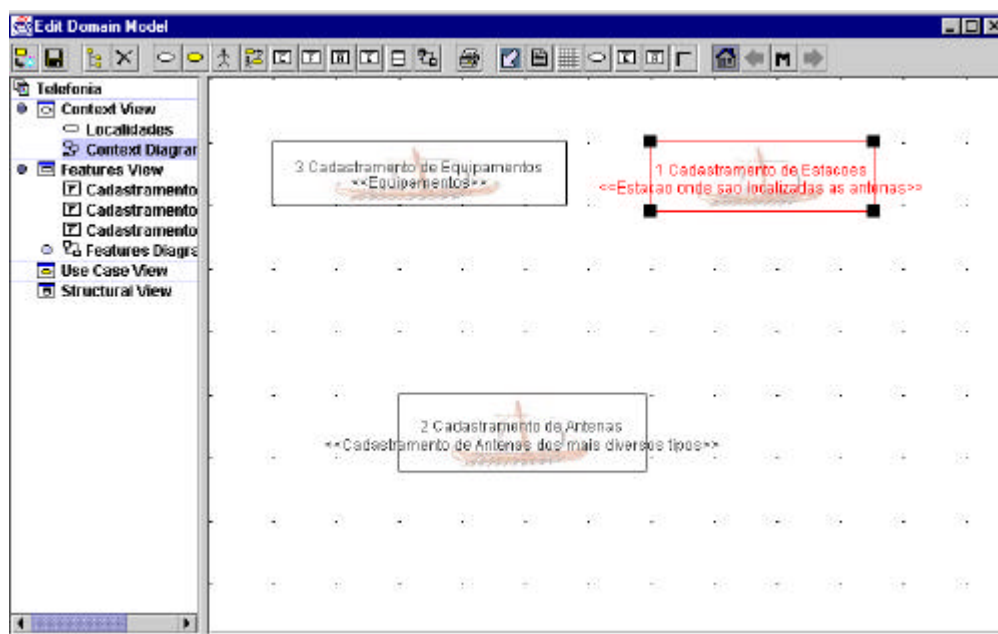 Edit Domain Model
Telefonia
Context View
Localidades
Context Diagrar
Features View
Cadastramento
Cadastramento
Cadastramento
Features Diagra
Use Case View
Structural View
3 Cadastramento de Equipamentos
<<Equipamentos>>
1 Cadastramento de Estacoes
<<Estacao onde sao localizadas as antenas>>
2 Cadastramento de Antenas
<<Cadastramento de Antenas dos mais diversos tipos>>